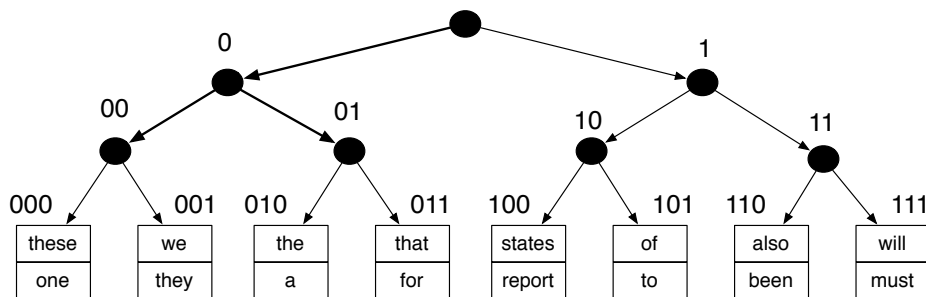 0 1
00 01 10 11
000 001 010 011 100 101 110 111
these we the that states of also will
one they a for report to been must